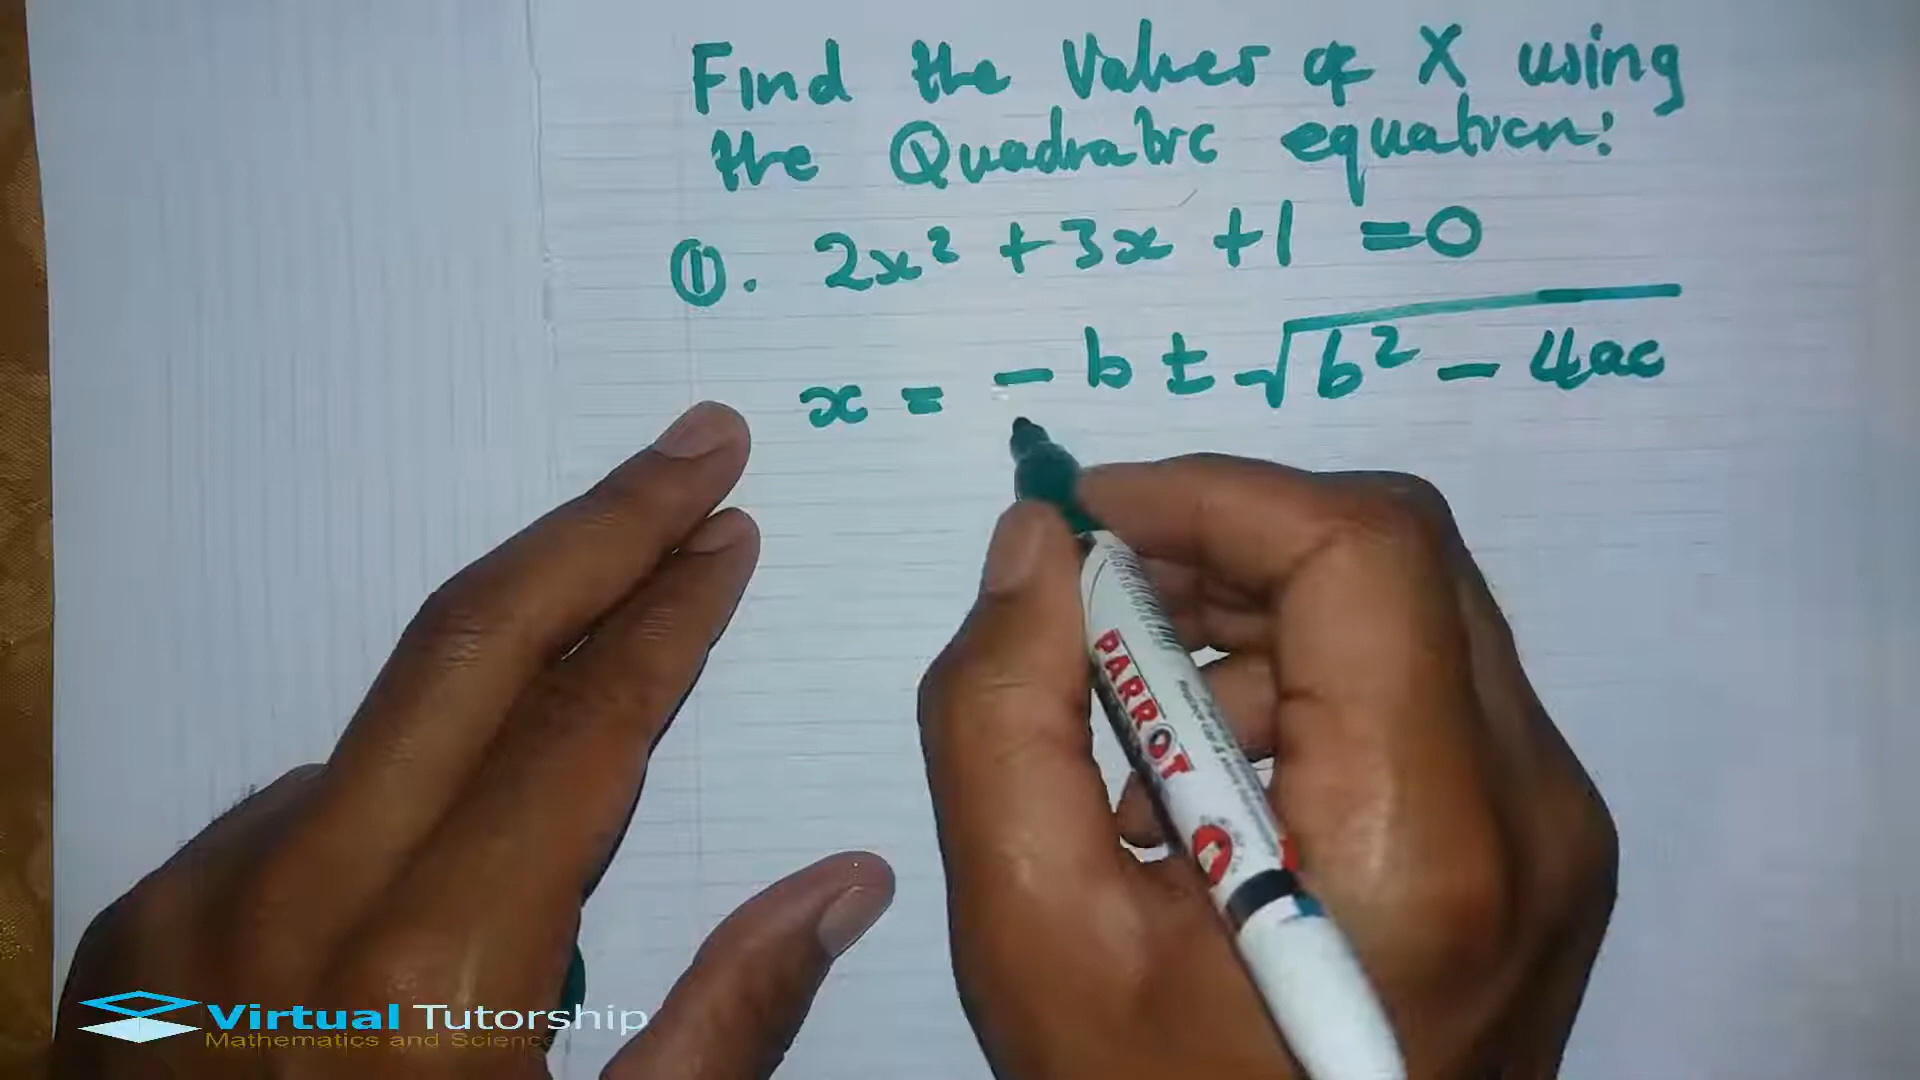 Find the Values of X using
the Quadratic equation:
①. 2x² + 3x + 1 = 0
x = - b ± √b² - 4ac
PARROT
Virtual Tutorship
Mathematics and Science